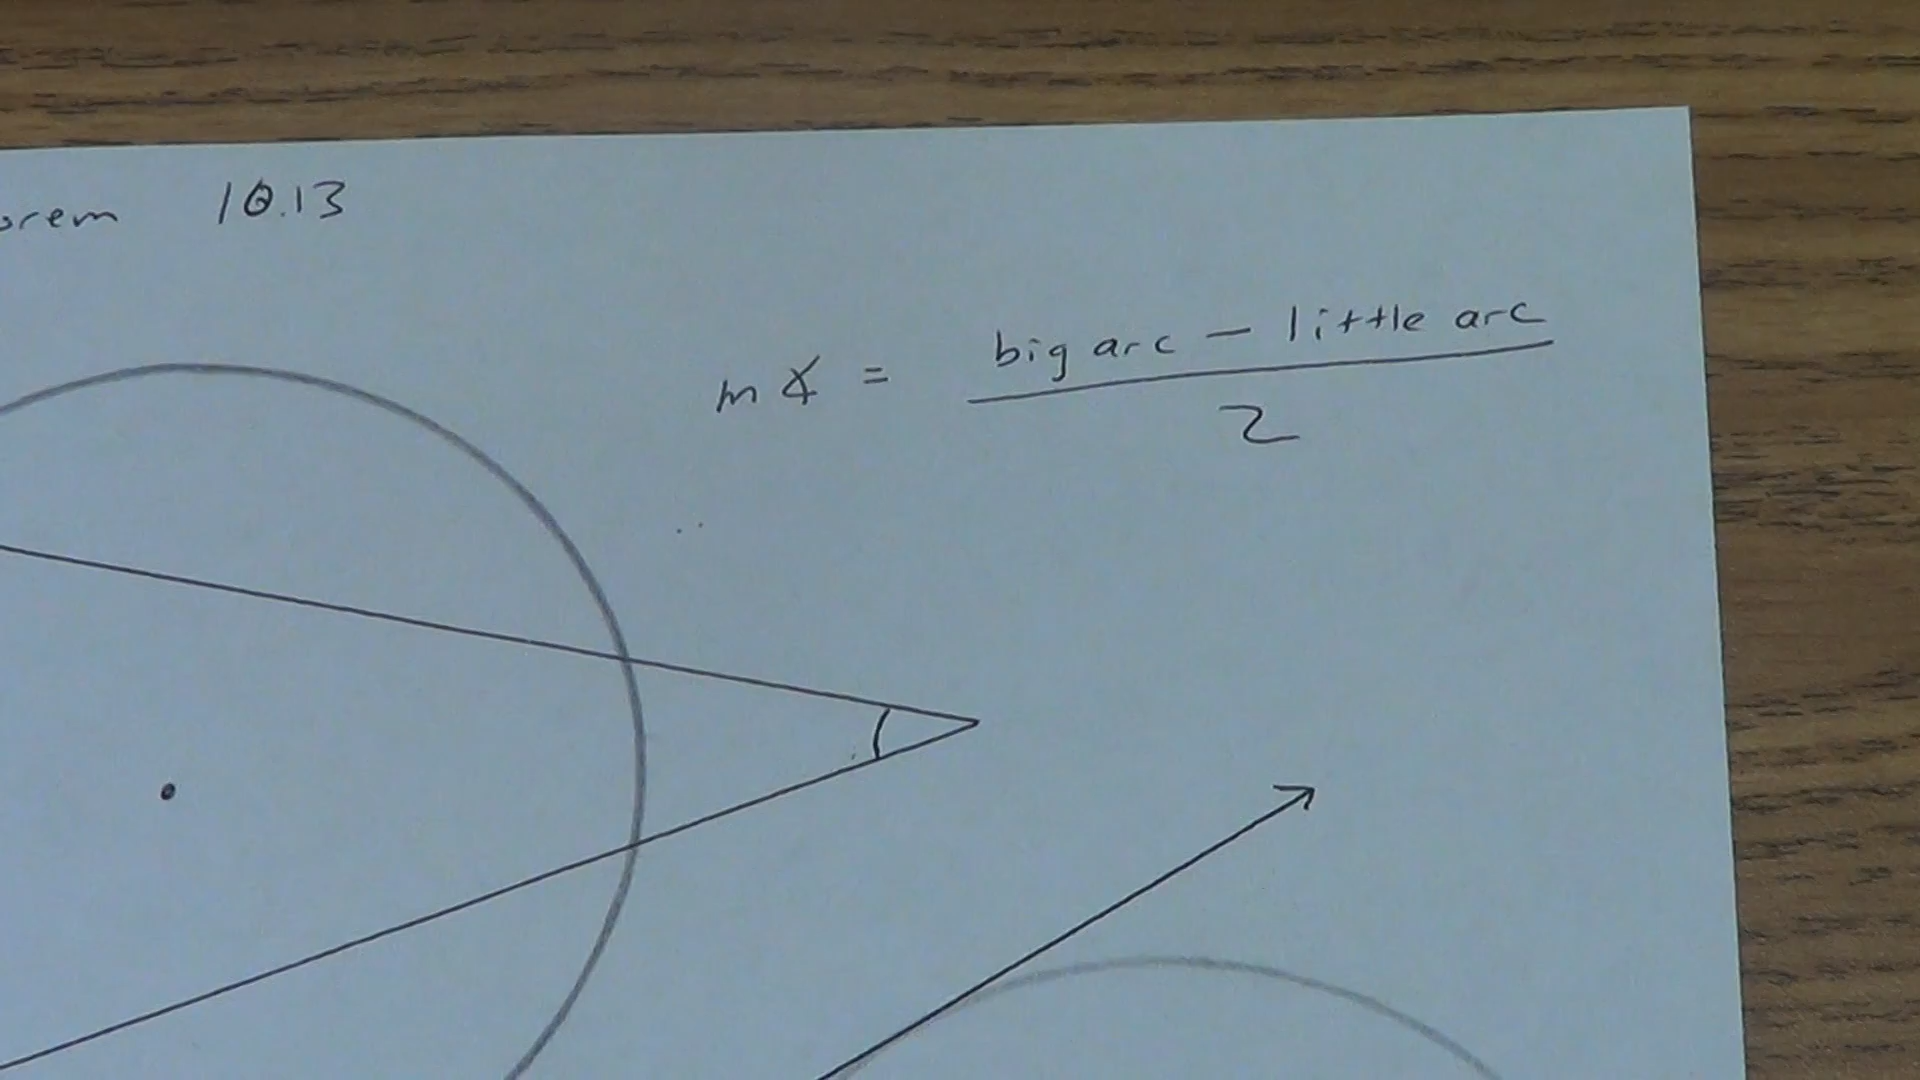 orem 10.13
m∡ = big arc - little arc
2